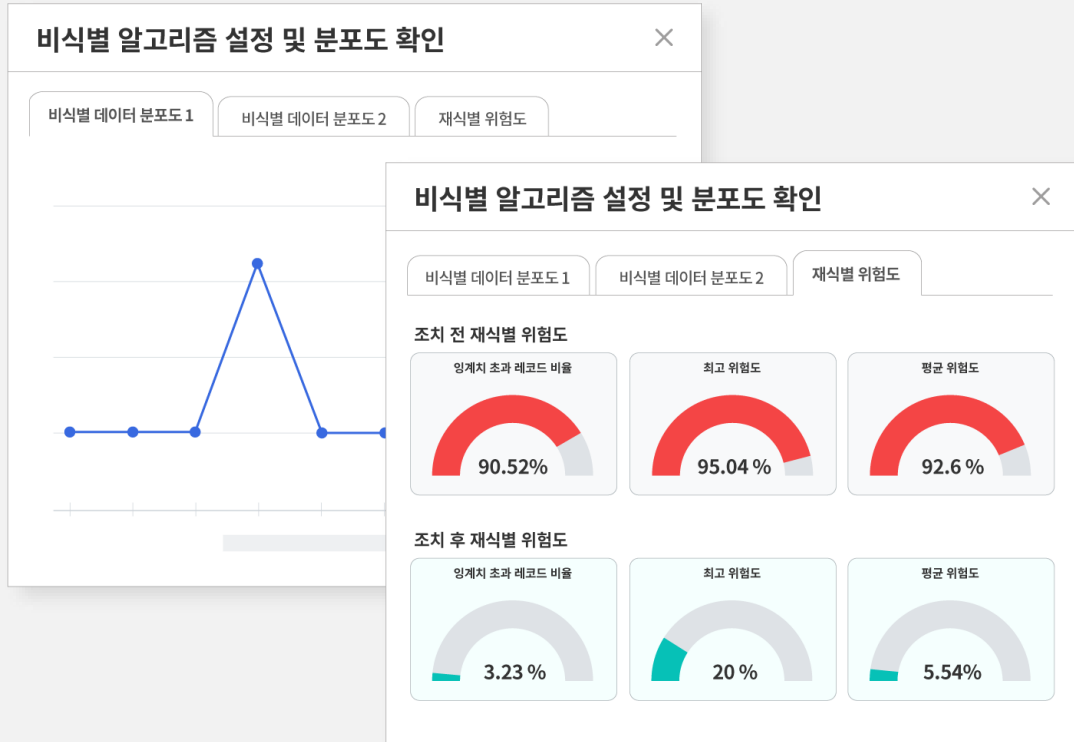 비식별 알고리즘 설정 및 분포도 확인
비식별 데이터 분포도 1
비식별 데이터 분포도 2
재식별 위험도
비식별 알고리즘 설정 및 분포도 확인
비식별 데이터 분포도 1
비식별 데이터 분포도 2
재식별 위험도
조치 전 재식별 위험도
잉계치 초과 레코드 비율
최고 위험도
평균 위험도
90.52%
95.04 %
92.6 %
조치 후 재식별 위험도
잉계치 초과 레코드 비율
최고 위험도
평균 위험도
3.23 %
20 %
5.54%